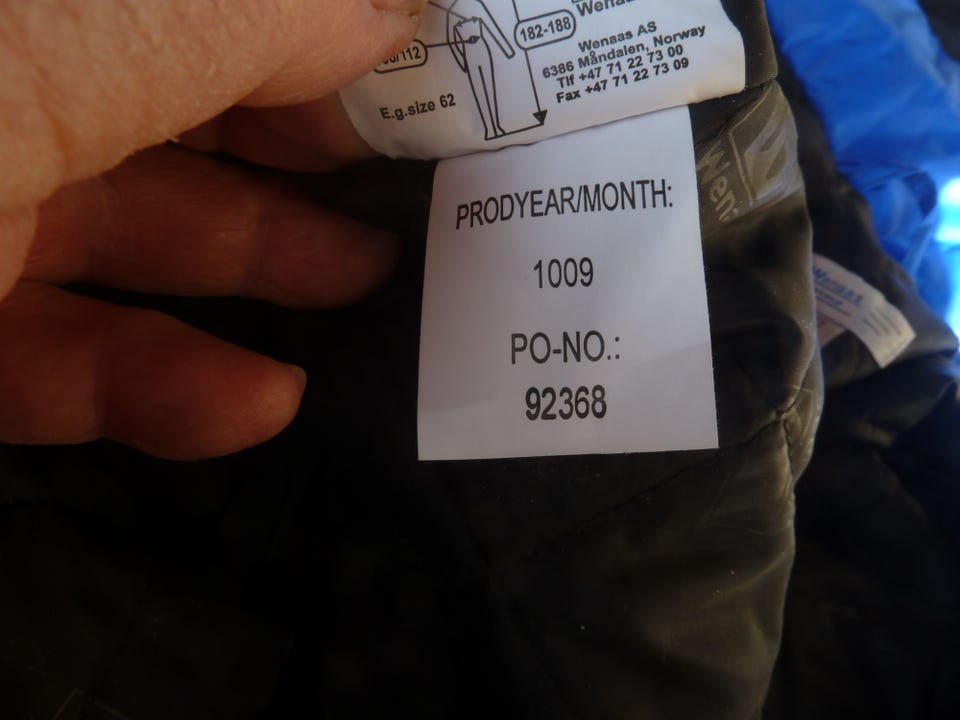 182-188
Wenaas AS
6386 Måndalen, Norway
Tlf +47 71 22 73 00
Fax +47 71 22 73 09
E.g.size 62
PRODYEAR/MONTH:
1009
PO-NO.:
92368